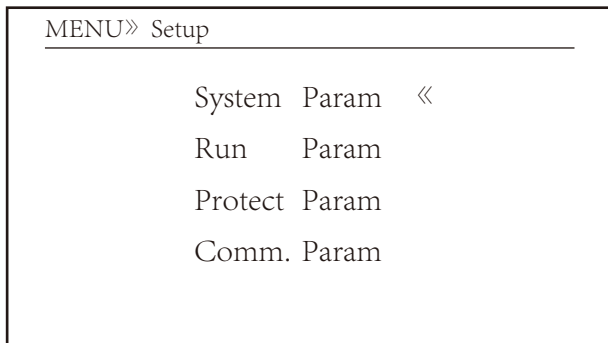 MENU》 Setup
System Param 《
Run Param
Protect Param
Comm. Param